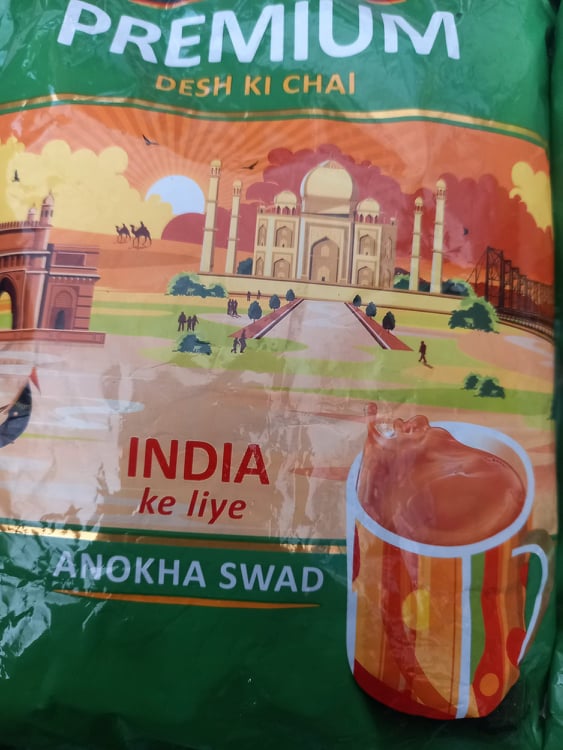 PREMIUM
DESH KI CHAI
INDIA
ke liye
ANOKHA SWAD